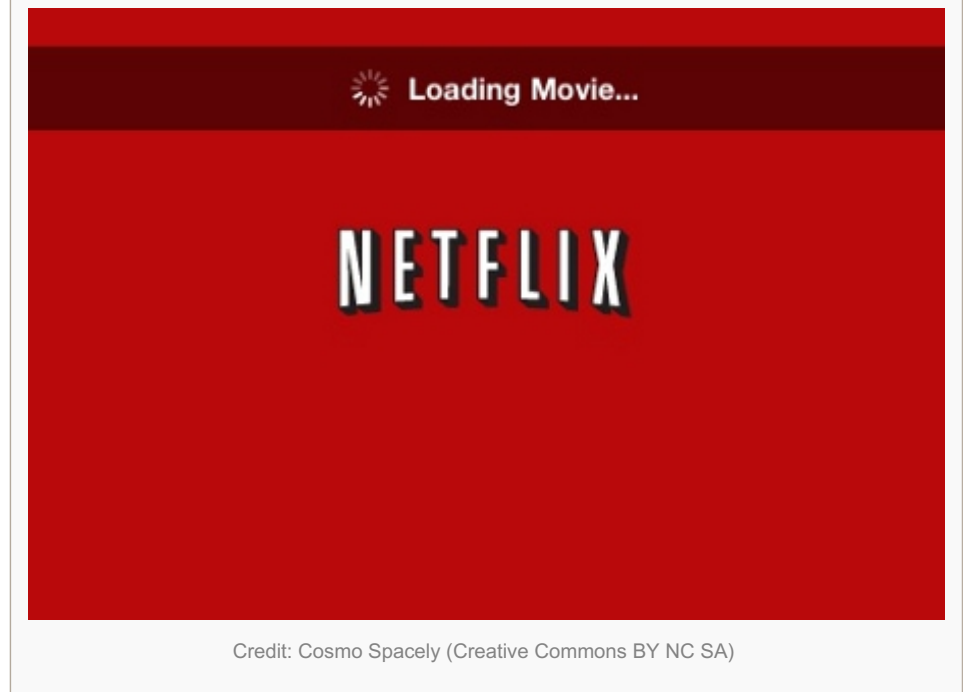 Loading Movie...
NETFLIX
Credit: Cosmo Spacely (Creative Commons BY NC SA)